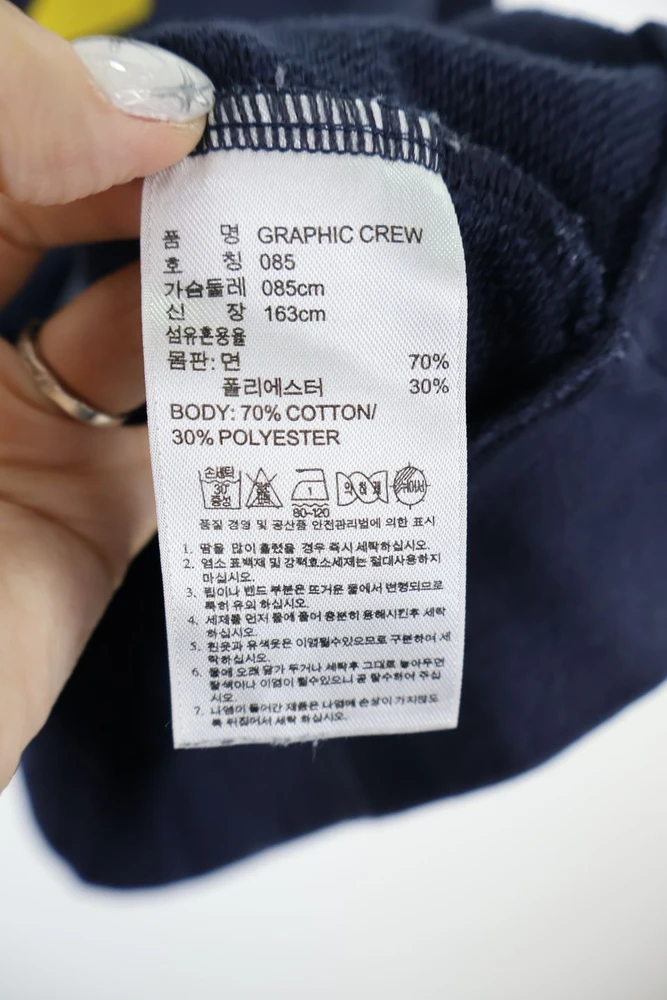 품 명 GRAPHIC CREW
호 칭 085
가슴둘레 085cm
신 장 163cm
섬유혼용율
몸판: 면 70%
폴리에스터 30%
BODY: 70% COTTON/
30% POLYESTER
손세탁 30° 중성 1 80~120
품질 경영 및 공산품 안전관리법에 의한 표시
1. 땀을 많이 흘렸을 경우 즉시 세탁하십시오.
2. 염소 표백제 및 강력효소세제는 절대사용하지
마십시오.
3. 립이나 밴드 부분은 뜨거운 물에서 변형되므로
특히 유의 하십시오.
4. 세제를 먼저 물에 풀어 충분히 용해시킨후 세탁
하십시오.
5. 흰옷과 유색옷은 이염될수있으므로 구분하여 세
탁하십시오.
6. 물에 오래 담가 두거나 세탁후 그대로 놓아두면
탈색이나 이염이 될수있으니 곧 탈수하여 주십
시오.
7. 나염이 들어간 제품은 나염에 손상이 가지않도
록 뒤집어서 세탁 하십시오.